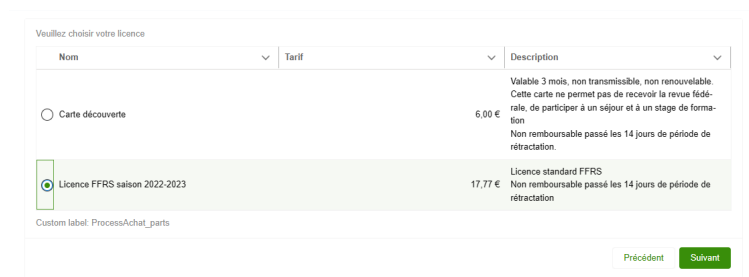 Veuillez choisir votre licence
Nom Tarif Description
Carte découverte 6,00 € Valable 3 mois, non transmissible, non renouvelable.
Cette carte ne permet pas de recevoir la revue fédé-
rale, de participer à un séjour et à un stage de forma-
tion
Non remboursable passé les 14 jours de période de
rétractation.
Licence FFRS saison 2022-2023 17,77 € Licence standard FFRS
Non remboursable passé les 14 jours de période de
rétractation
Custom label: ProcessAchat_parts
Précédent Suivant